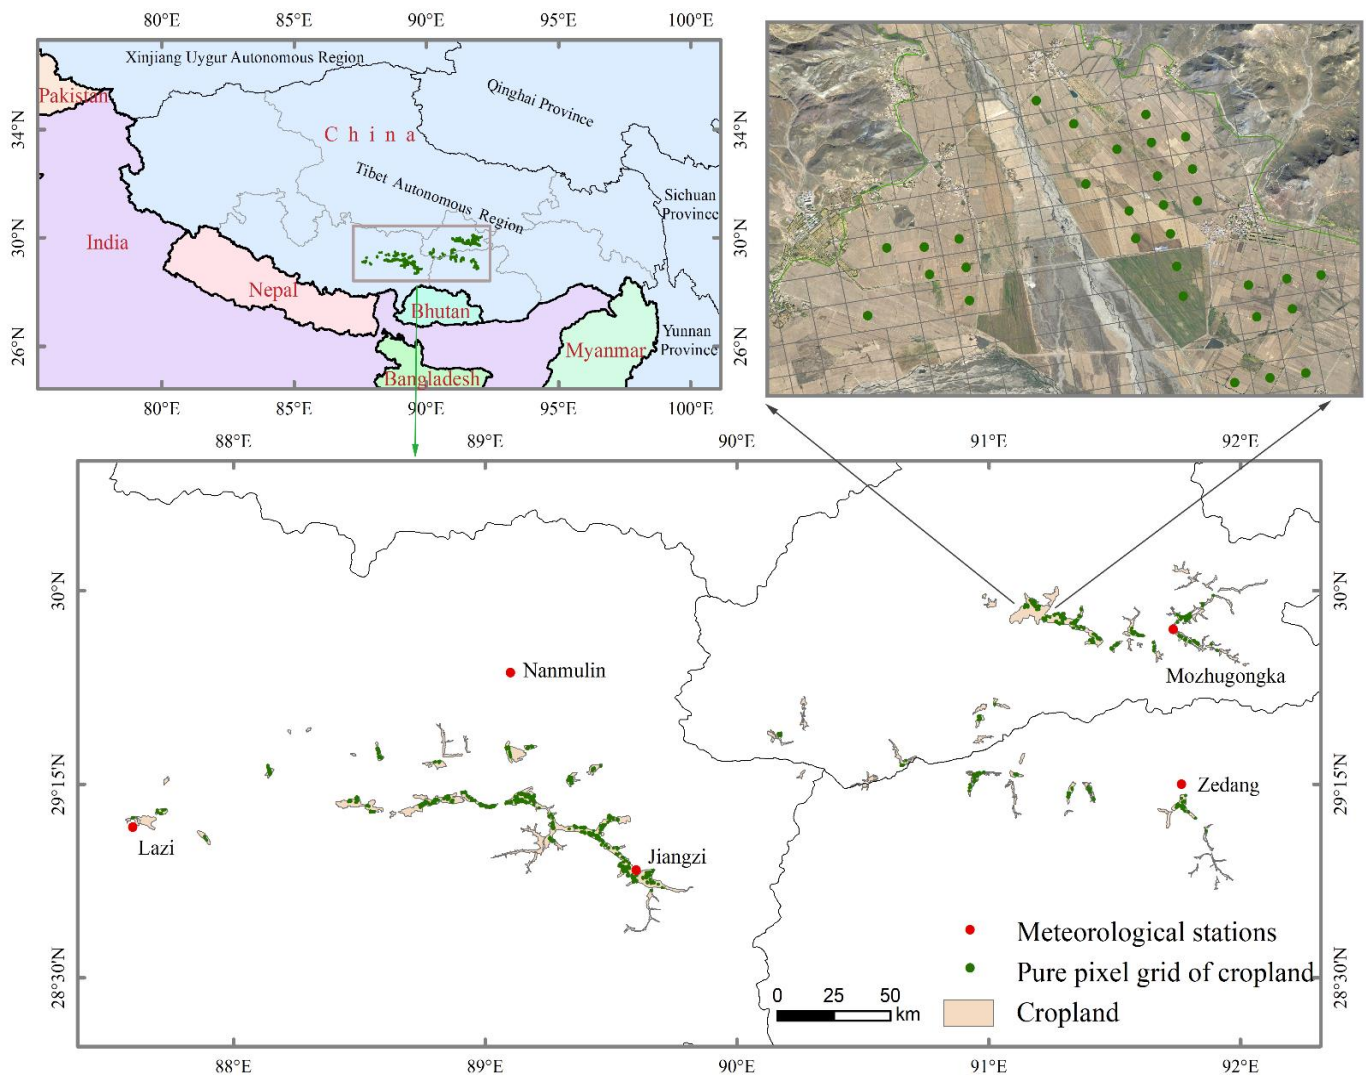 80°E 85°E 90°E 95°E 100°E
Xinjiang Uygur Autonomous Region
Pakistan
Qinghai Province
34°N
China
34°N
Tibet Autonomous Region
Sichuan
Province
30°N
India
30°N
Nepal
Bhutan
Yunnan
Province
26°N
Myanmar
26°N
Bangladesh
80°E 85°E 90°E 95°E 100°E
88°E 89°E 90°E 91°E 92°E
30°N
30°N
Nanmulin
Mozhugongka
29°15'N
Zedang
29°15'N
Lazi
Jiangzi
Meteorological stations
Pure pixel grid of cropland
28°30'N
28°30'N
0 25 50
km
Cropland
88°E 89°E 90°E 91°E 92°E